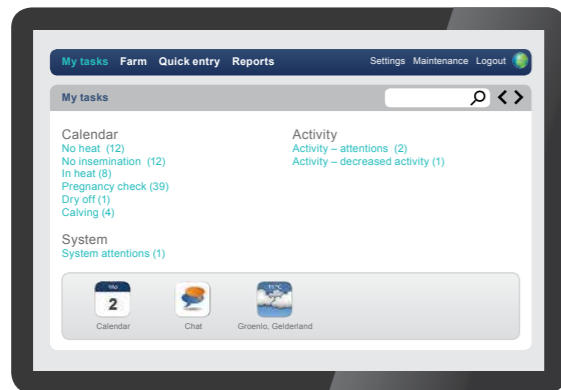 My tasks Farm Quick entry Reports Settings Maintenance Logout
My tasks
Calendar
No heat (12)
No insemination (12)
In heat (8)
Pregnancy check (39)
Dry off (1)
Calving (4)
Activity
Activity – attentions (2)
Activity – decreased activity (1)
System
System attentions (1)
2
Calendar
Chat
Groenlo, Gelderland